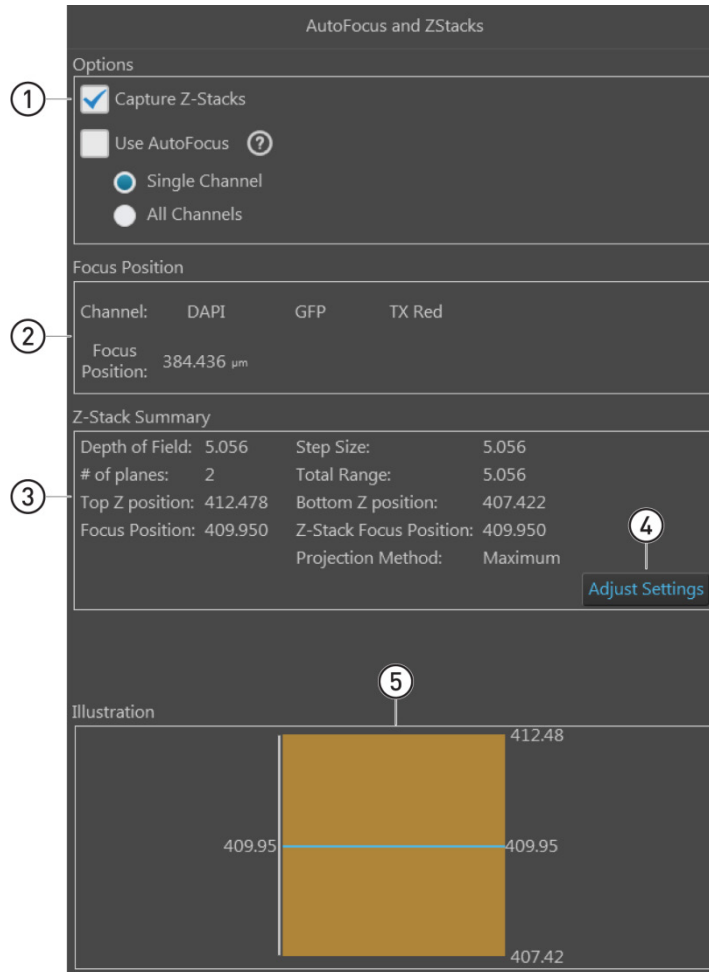 AutoFocus and ZStacks
Options
1
Capture Z-Stacks
Use AutoFocus ?
Single Channel
All Channels
Focus Position
2
Channel: DAPI GFP TX Red
Focus
Position: 384.436 µm
Z-Stack Summary
Depth of Field: 5.056 Step Size: 5.056
# of planes: 2 Total Range: 5.056
3
Top Z position: 412.478 Bottom Z position: 407.422
Focus Position: 409.950 Z-Stack Focus Position: 409.950
4
Projection Method: Maximum
Adjust Settings
5
Illustration
412.48
409.95 409.95
407.42